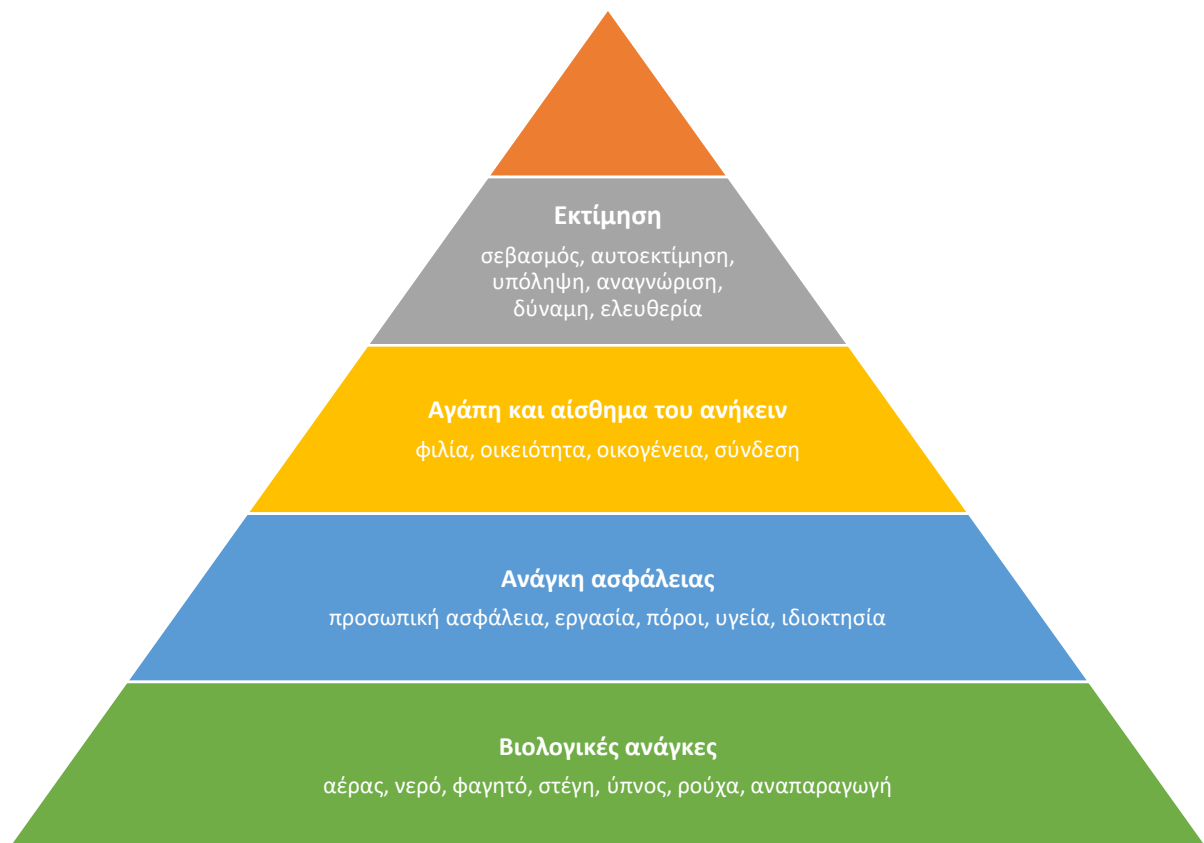 Εκτίμηση
σεβασμός, αυτοεκτίμηση,
υπόληψη, αναγνώριση,
δύναμη, ελευθερία
Αγάπη και αίσθημα του ανήκειν
φιλία, οικειότητα, οικογένεια, σύνδεση
Ανάγκη ασφάλειας
προσωπική ασφάλεια, εργασία, πόροι, υγεία, ιδιοκτησία
Βιολογικές ανάγκες
αέρας, νερό, φαγητό, στέγη, ύπνος, ρούχα, αναπαραγωγή